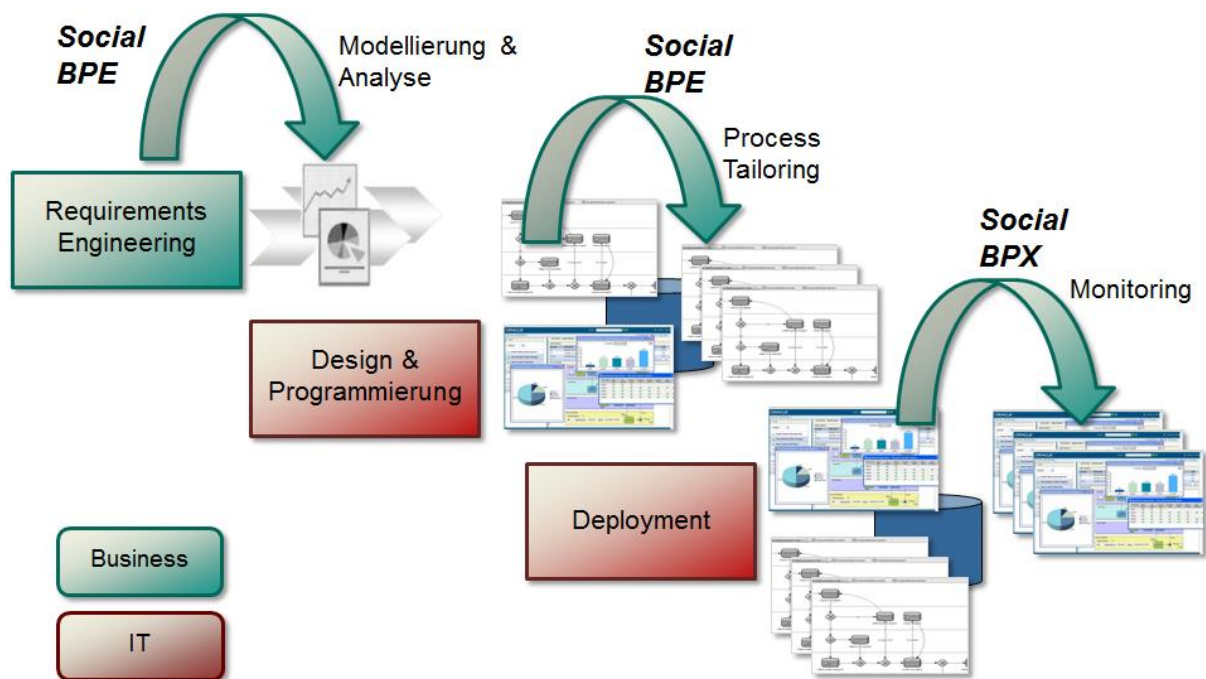 Social
BPE
Modellierung &
Analyse
Social
BPE
Process
Tailoring
Requirements
Engineering
Social
BPX
Monitoring
Design &
Programmierung
Deployment
Business
IT